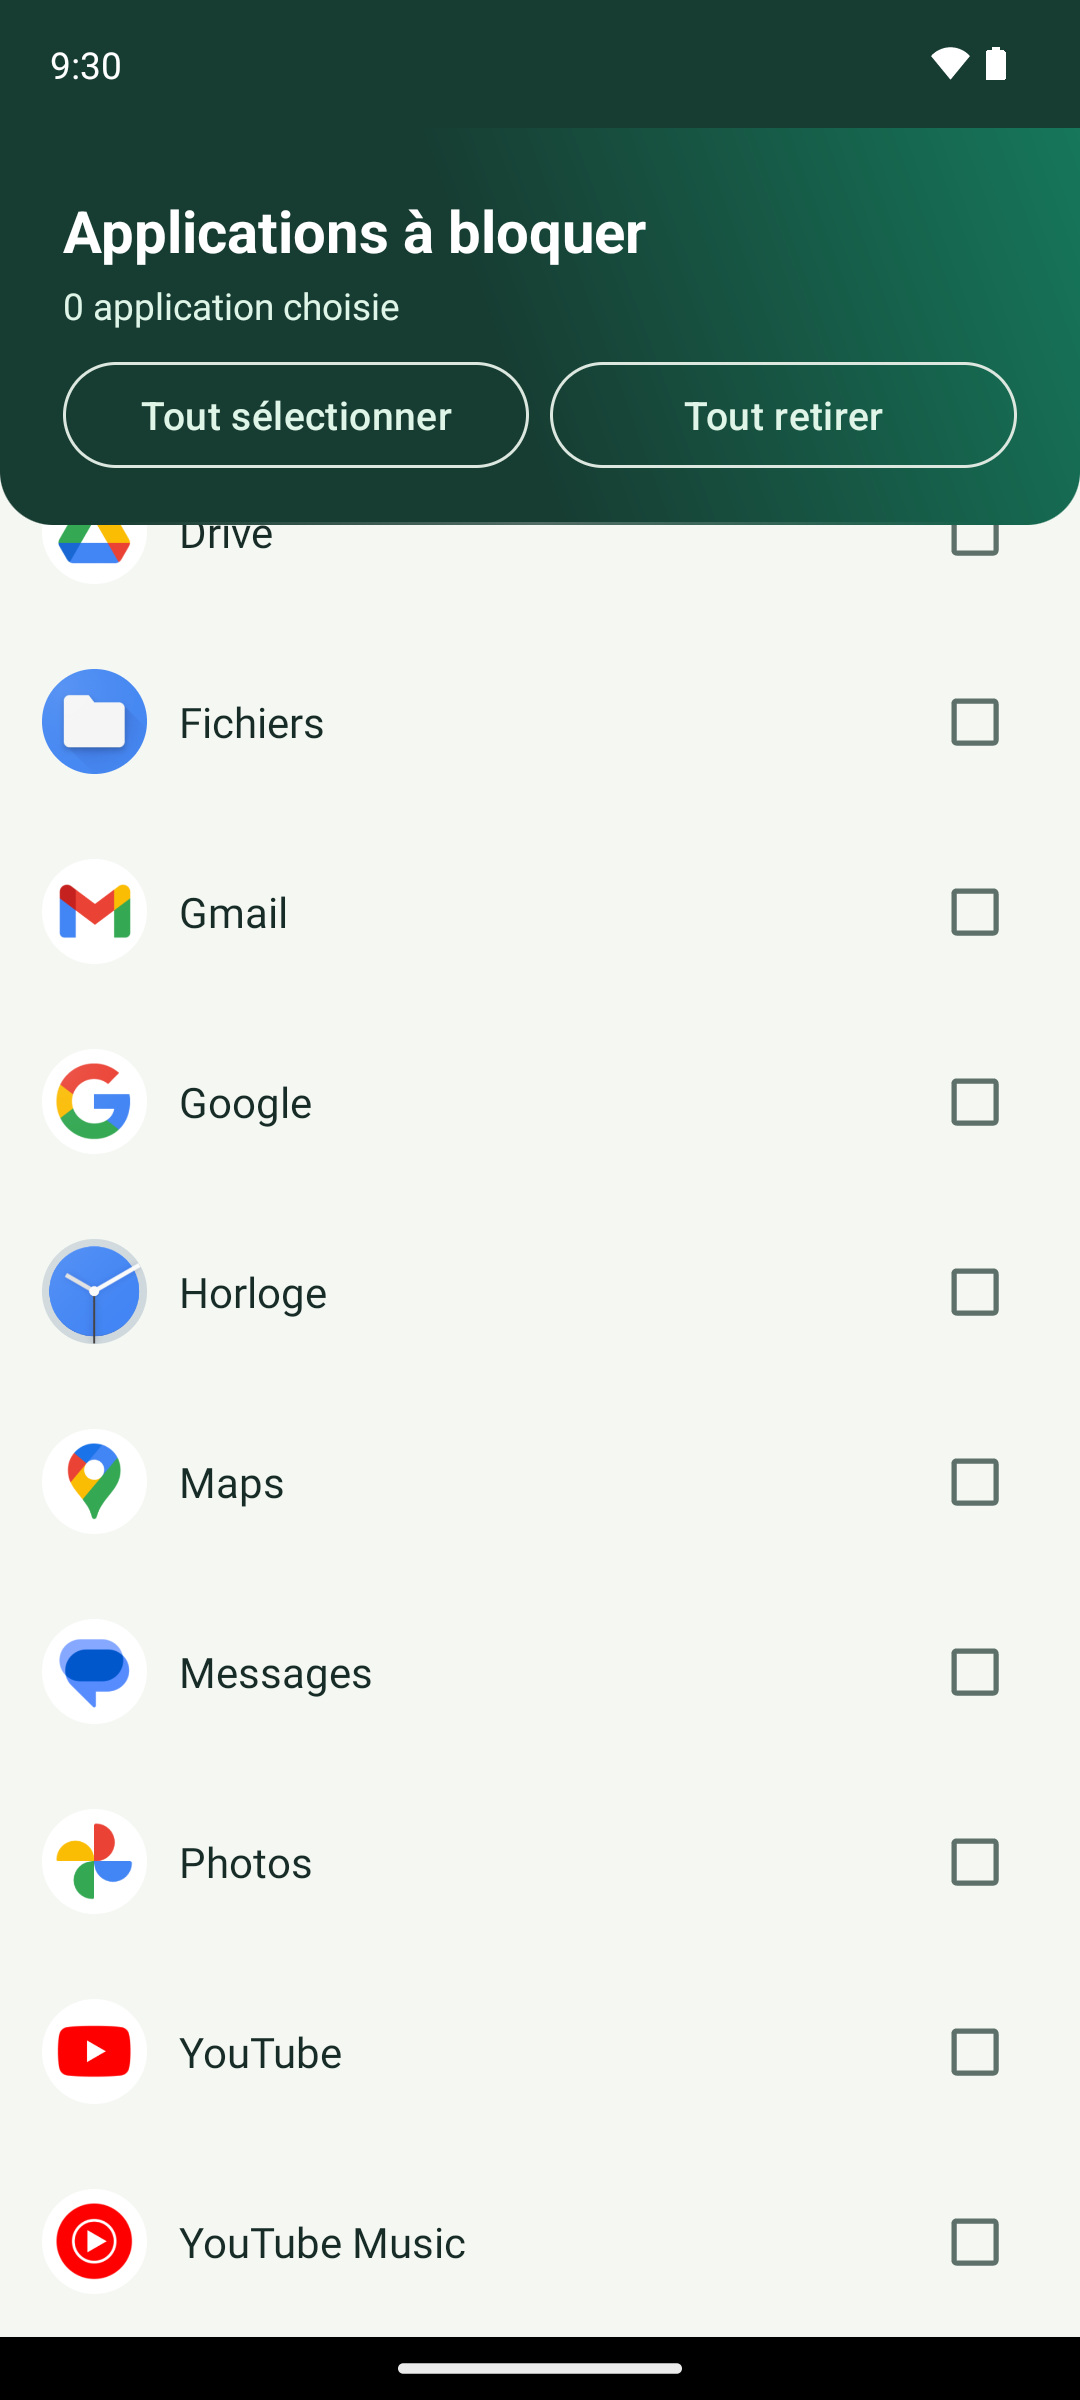 9:30
Applications à bloquer
0 application choisie
Tout sélectionner
Tout retirer
Drive
Fichiers
Gmail
Google
Horloge
Maps
Messages
Photos
YouTube
YouTube Music